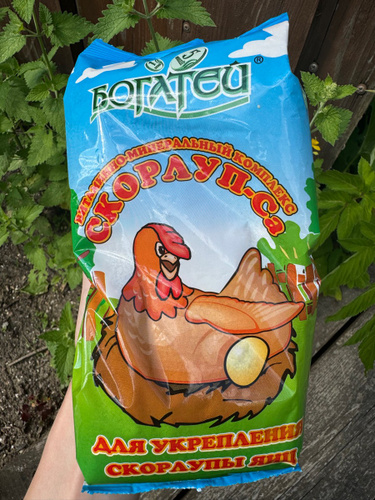 БОГАТЕЙ®
ВИТАМИННО-МИНЕРАЛЬНЫЙ КОМПЛЕКС
СКОРЛУП-Са
ДЛЯ УКРЕПЛЕНИЯ
СКОРЛУПЫ ЯИЦ